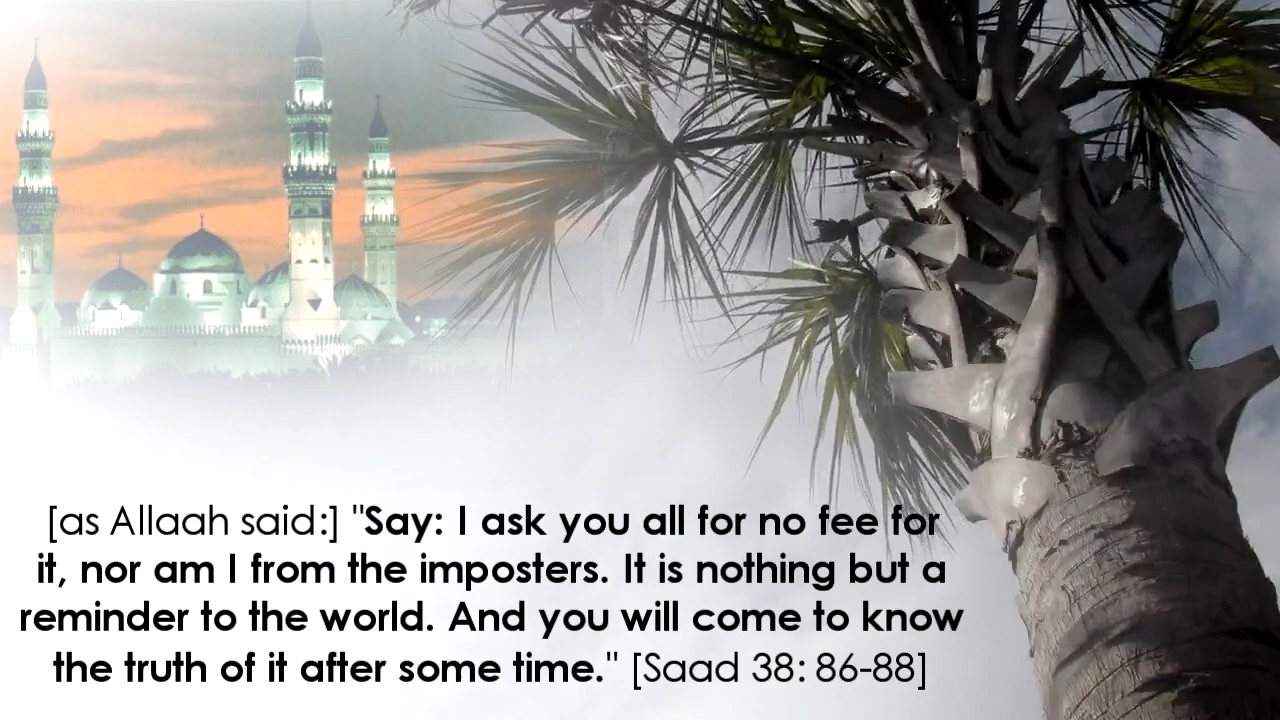 [as Allaah said:] "Say: I ask you all for no fee for
it, nor am I from the imposters. It is nothing but a
reminder to the world. And you will come to know
the truth of it after some time." [Saad 38: 86-88]